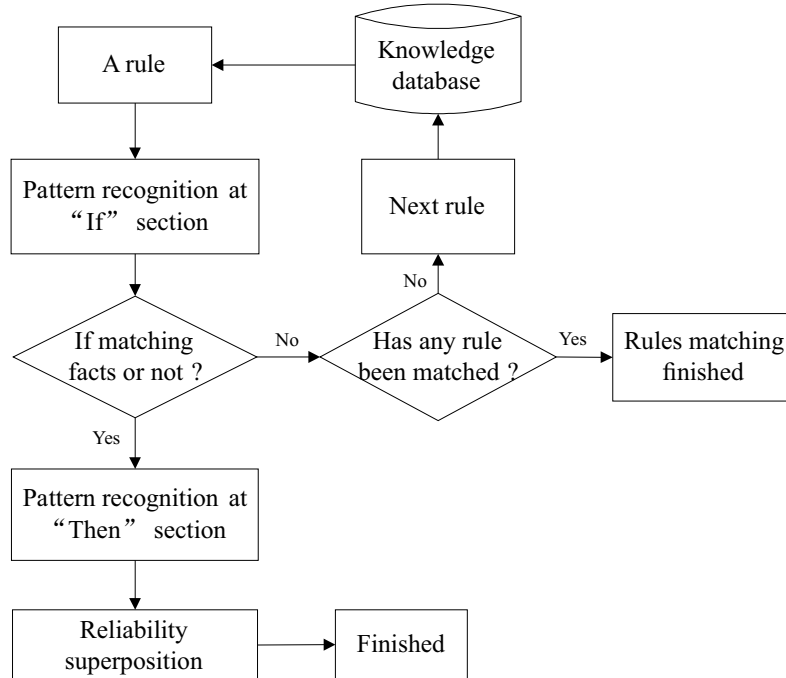 A rule
Knowledge
database
Pattern recognition at
“If” section
Next rule
No
If matching
facts or not ?
No
Has any rule
been matched ?
Yes
Rules matching
finished
Yes
Pattern recognition at
“Then” section
Reliability
superposition
Finished